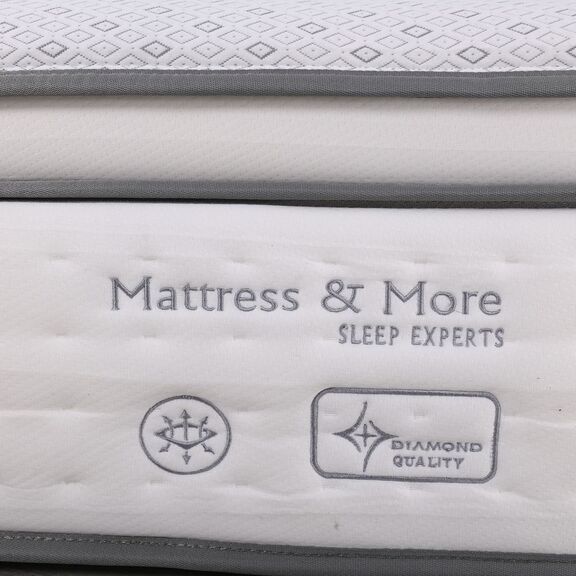 Mattress & More
SLEEP EXPERTS
DIAMOND
QUALITY